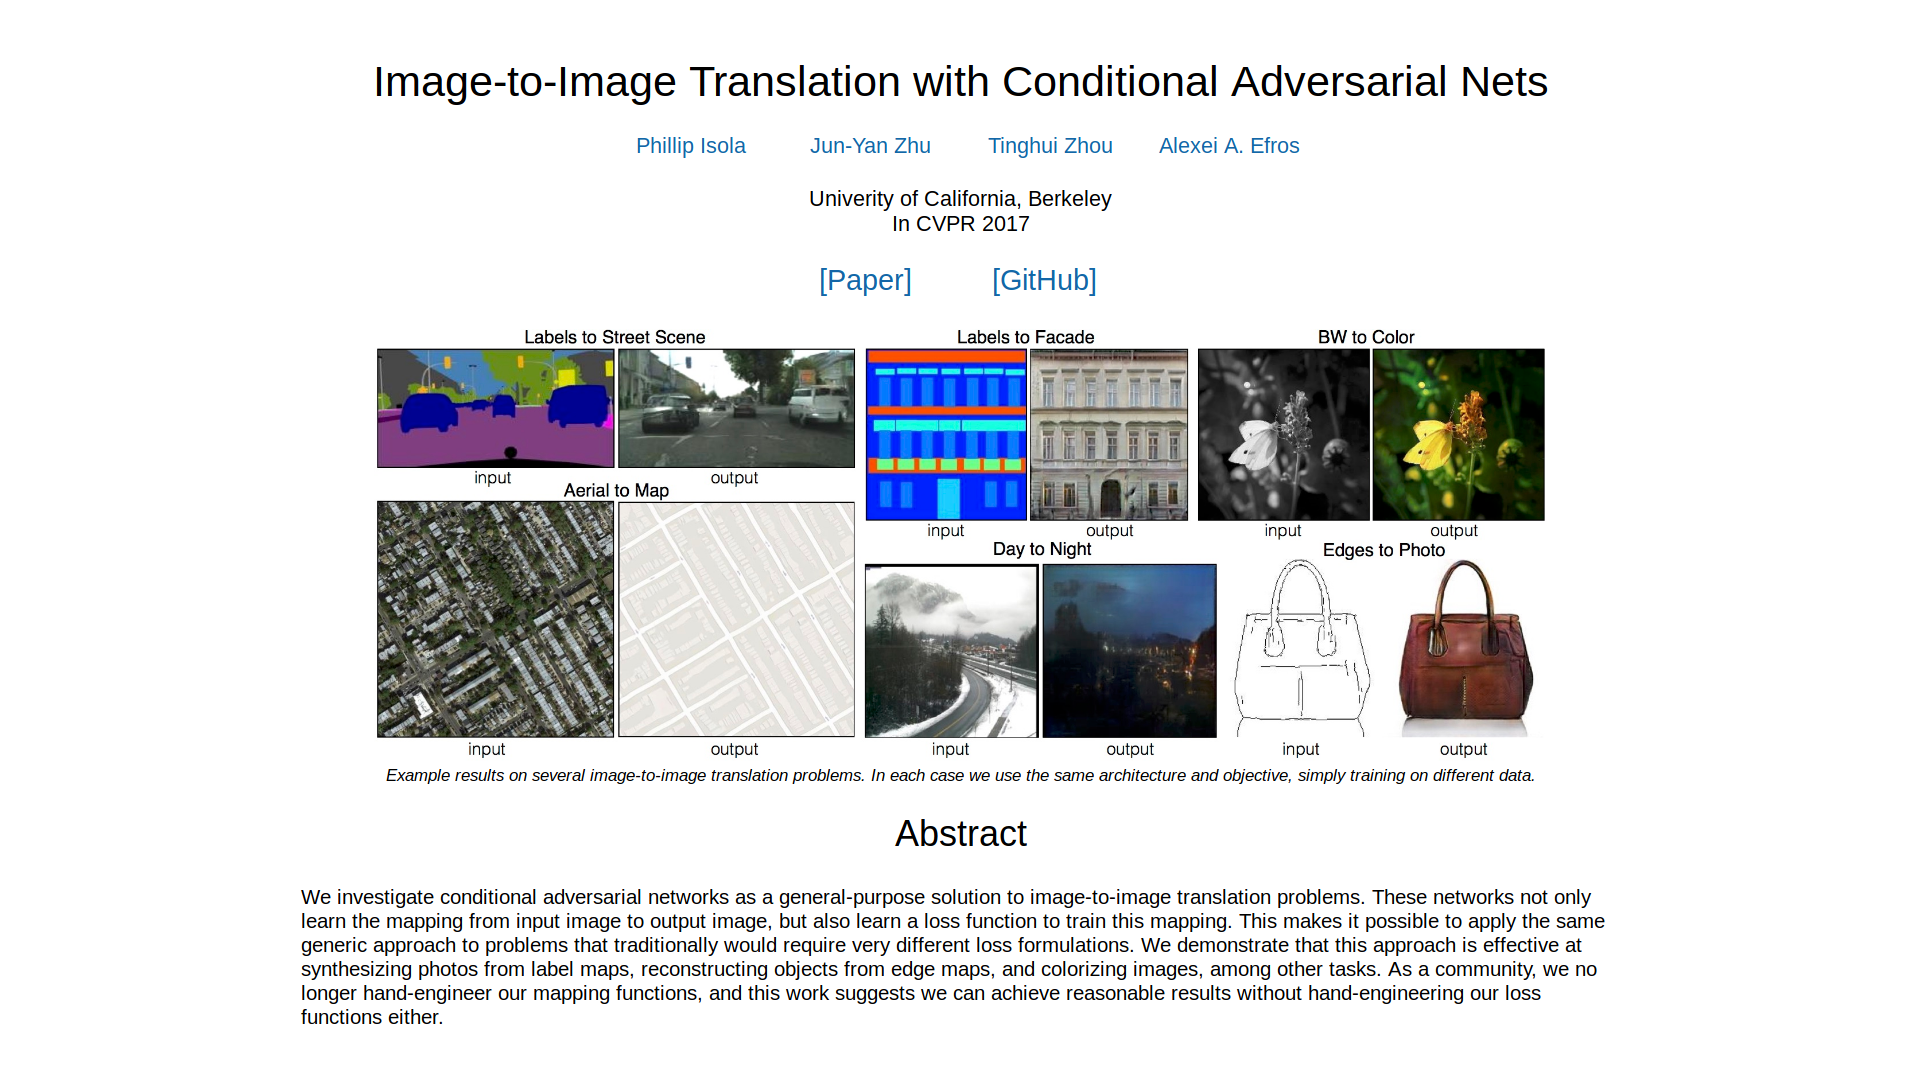 Image-to-Image Translation with Conditional Adversarial Nets
Phillip Isola Jun-Yan Zhu Tinghui Zhou Alexei A. Efros
Univerity of California, Berkeley
In CVPR 2017
[Paper] [GitHub]
Labels to Street Scene
input output
Aerial to Map
input output
Labels to Facade
input output
BW to Color
input output
Day to Night
input output
Edges to Photo
input output
Example results on several image-to-image translation problems. In each case we use the same architecture and objective, simply training on different data.
Abstract
We investigate conditional adversarial networks as a general-purpose solution to image-to-image translation problems. These networks not only
learn the mapping from input image to output image, but also learn a loss function to train this mapping. This makes it possible to apply the same
generic approach to problems that traditionally would require very different loss formulations. We demonstrate that this approach is effective at
synthesizing photos from label maps, reconstructing objects from edge maps, and colorizing images, among other tasks. As a community, we no
longer hand-engineer our mapping functions, and this work suggests we can achieve reasonable results without hand-engineering our loss
functions either.